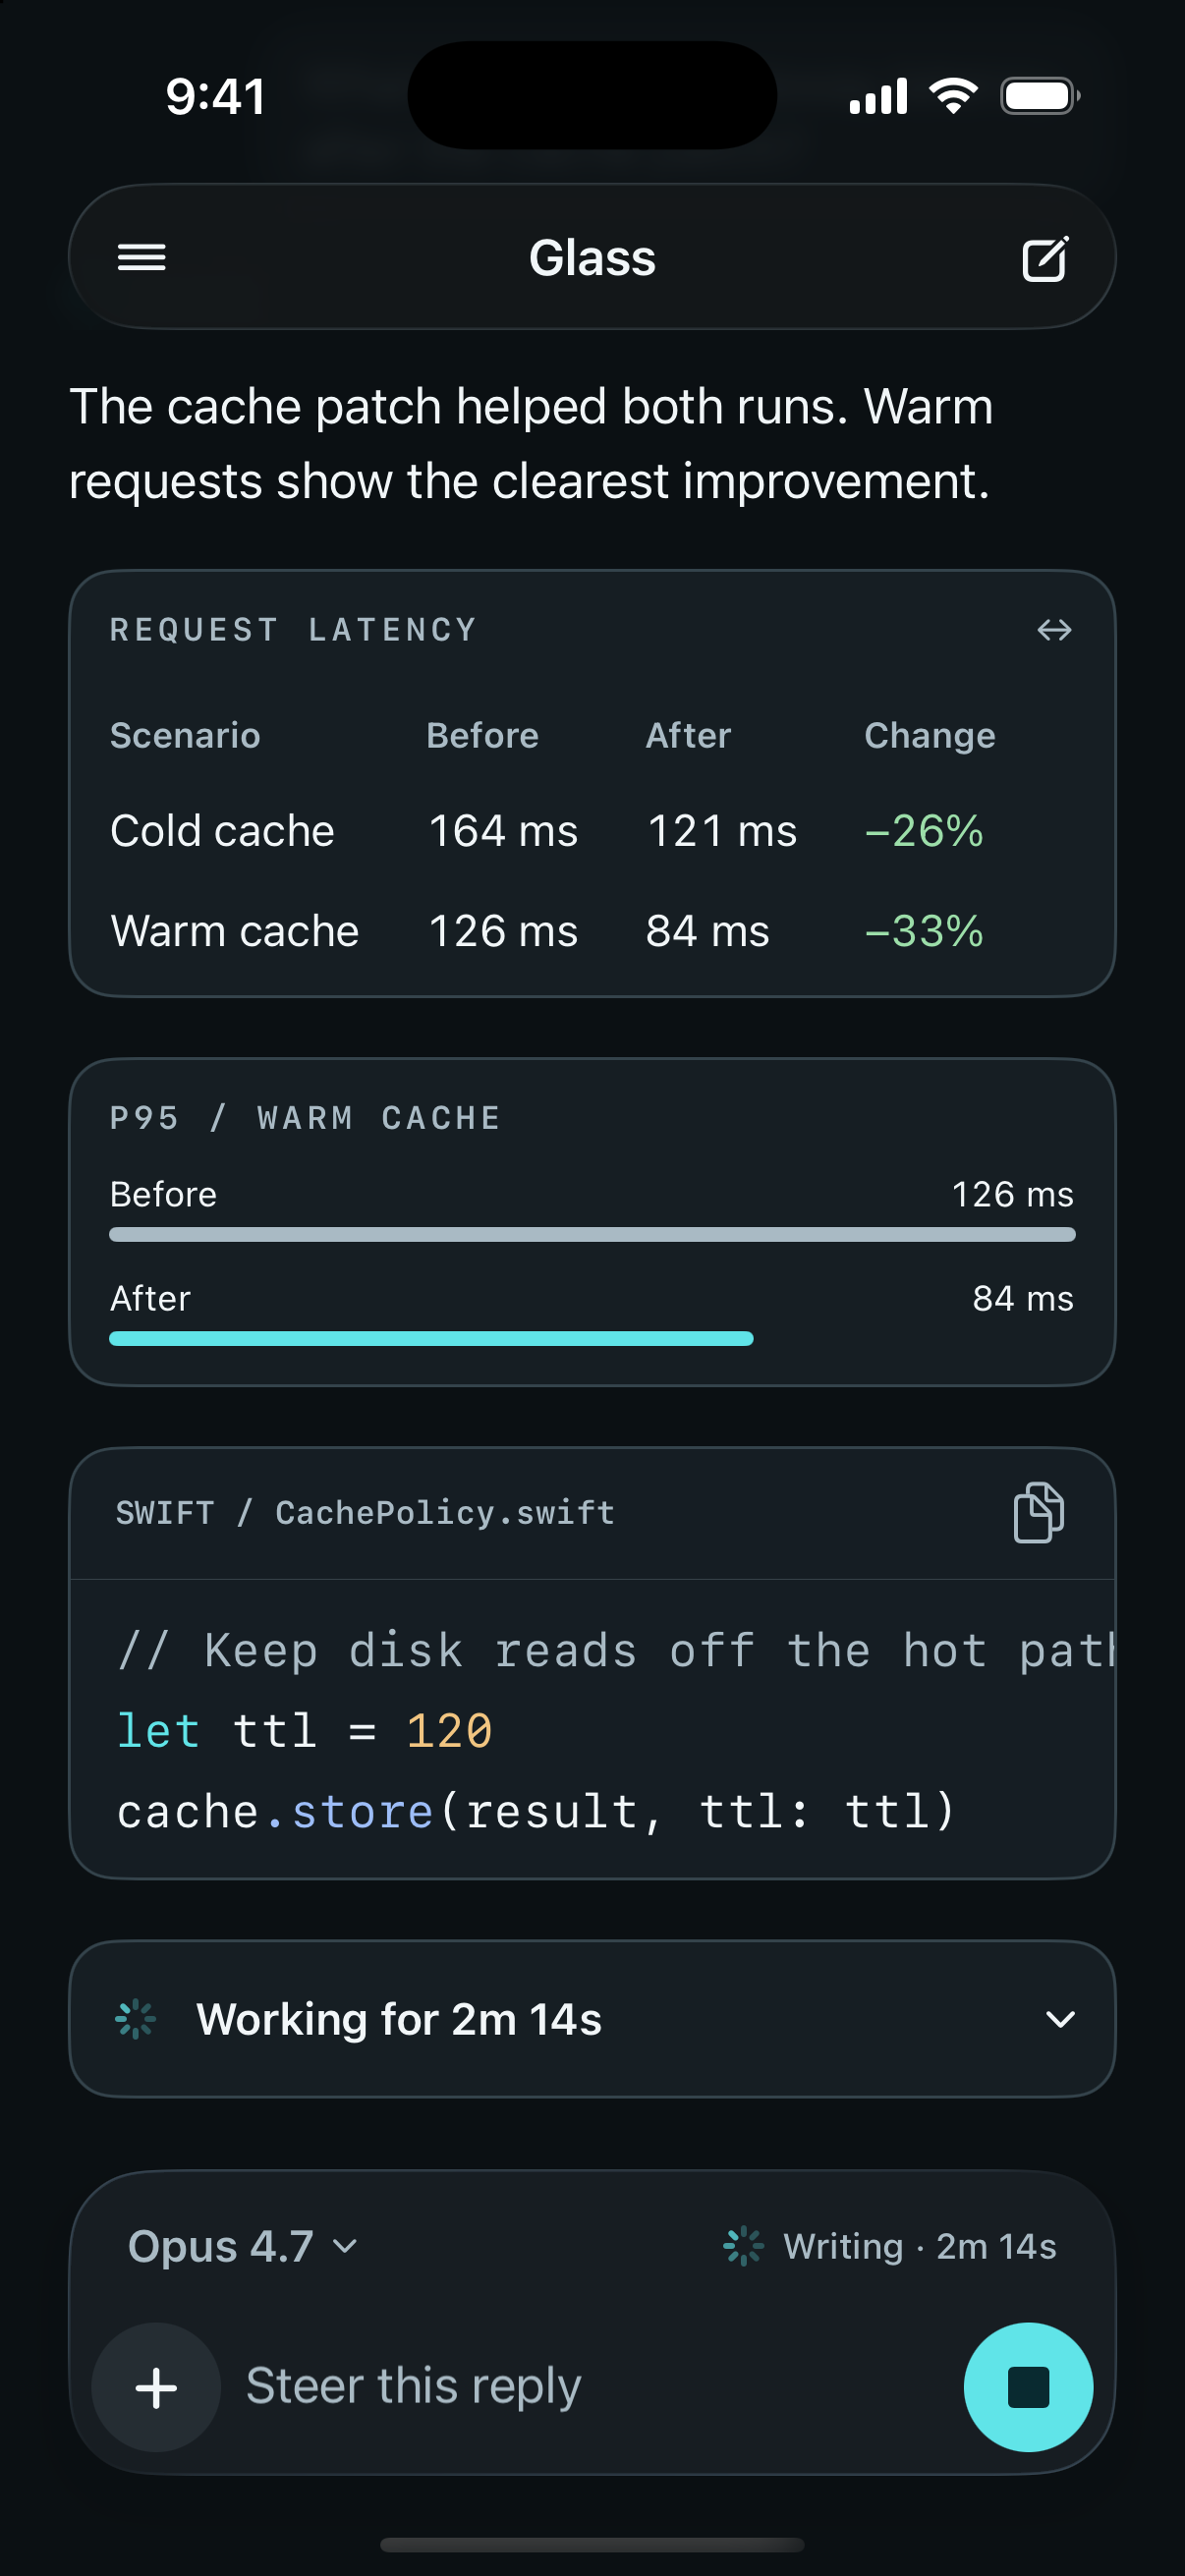 9:41
Glass
The cache patch helped both runs. Warm
requests show the clearest improvement.
REQUEST LATENCY
Scenario Before After Change
Cold cache 164 ms 121 ms –26%
Warm cache 126 ms 84 ms –33%
P95 / WARM CACHE
Before 126 ms
After 84 ms
SWIFT / CachePolicy.swift
// Keep disk reads off the hot path
let ttl = 120
cache.store(result, ttl: ttl)
Working for 2m 14s
Opus 4.7 Writing · 2m 14s
Steer this reply